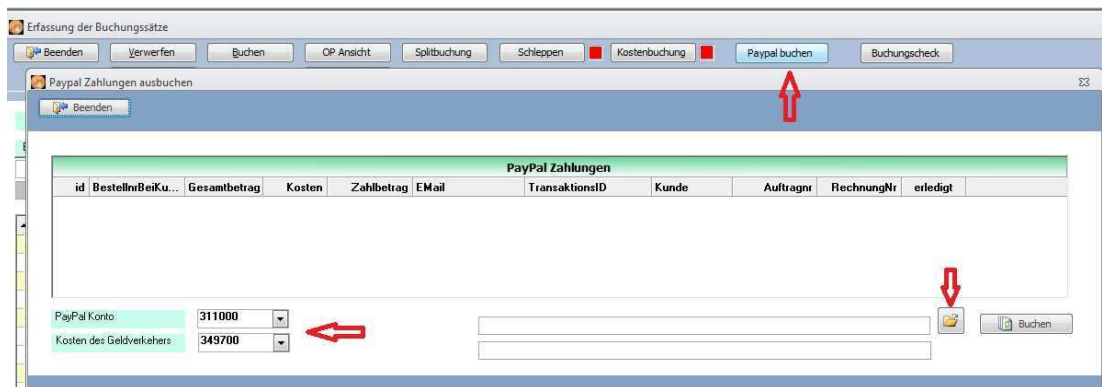 Erfassung der Buchungssätze
Beenden Verwerfen Buchen OP Ansicht Splitbuchung Schleppen Kostenbuchung Paypal buchen Buchungscheck
Paypal Zahlungen ausbuchen
Beenden
PayPal Zahlungen
id BestellnrBeiKu... Gesamtbetrag Kosten Zahlbetrag EMail TransaktionsID Kunde Auftragnr RechnungNr erledigt
PayPal Konto 311000
Buchen
Kosten des Geldverkehers 349700